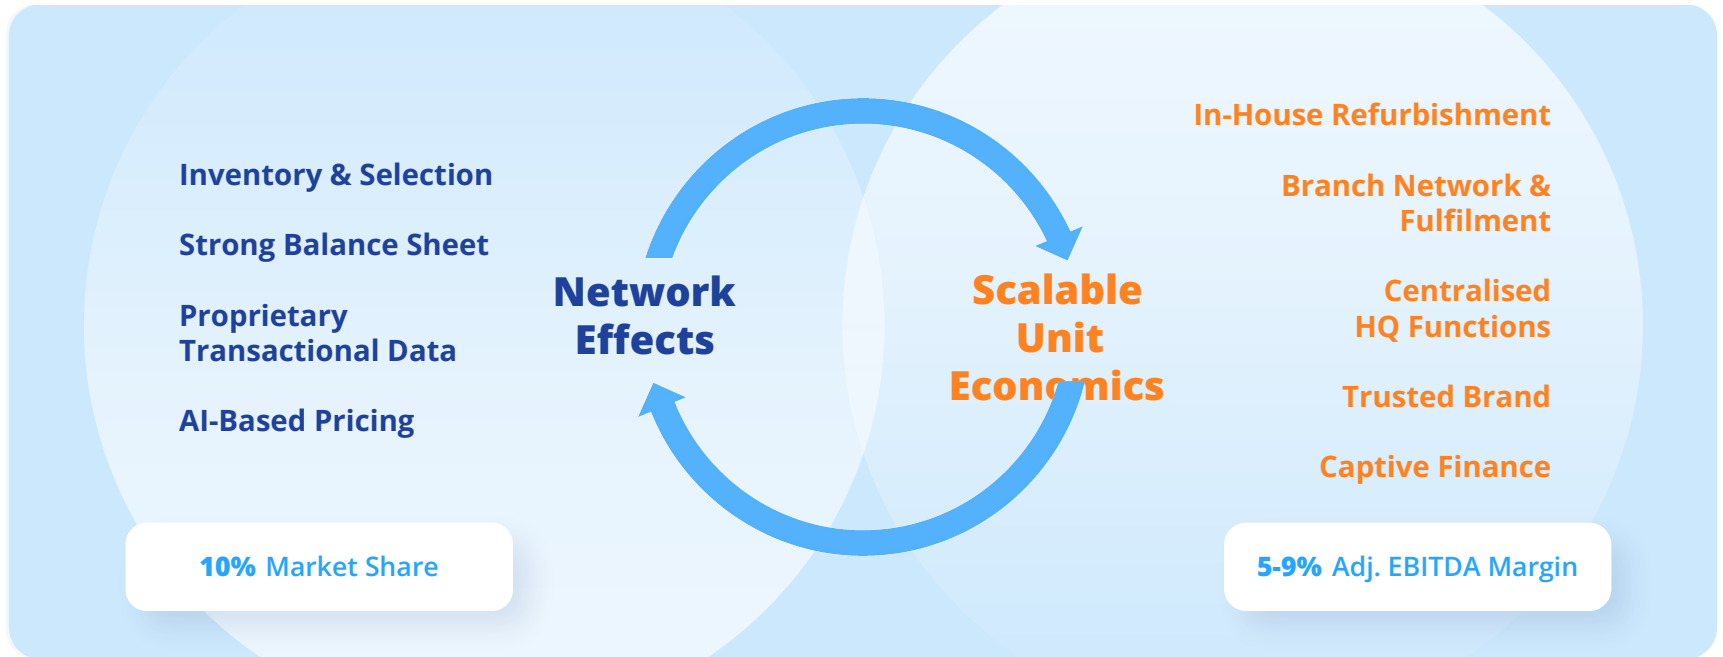 Inventory & Selection
Strong Balance Sheet
Proprietary
Transactional Data
AI-Based Pricing
10% Market Share
Network
Effects
Scalable
Unit
Economics
In-House Refurbishment
Branch Network &
Fulfilment
Centralised
HQ Functions
Trusted Brand
Captive Finance
5-9% Adj. EBITDA Margin